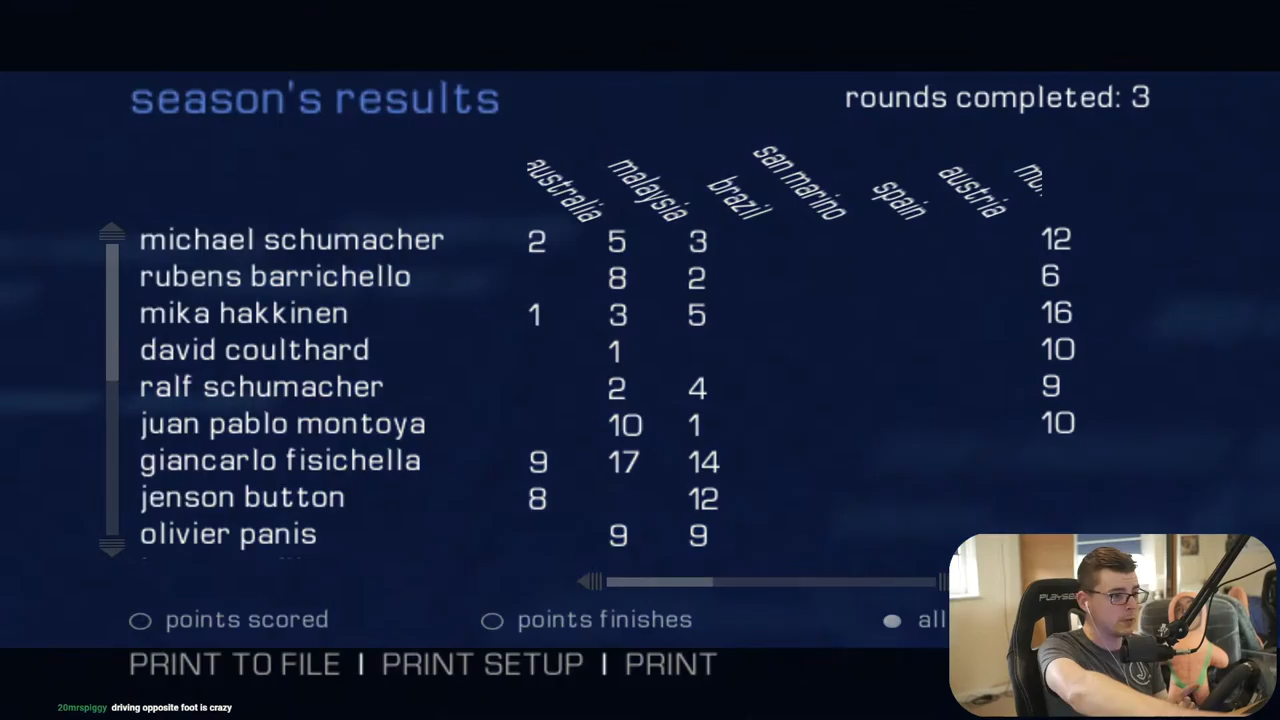 season's results
rounds completed: 3
australia malaysia brazil san marino spain austria
michael schumacher 2 5 3 12
rubens barrichello 8 2 6
mika hakkinen 1 3 5 16
david coulthard 1 10
ralf schumacher 2 4 9
juan pablo montoya 10 1 10
giancarlo fisichella 9 17 14
jenson button 8 12
olivier panis 9 9
points scored points finishes all
PRINT TO FILE | PRINT SETUP | PRINT
20mrspiggy driving opposite foot is crazy